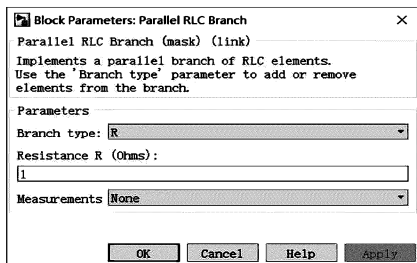 Block Parameters: Parallel RLC Branch
Parallel RLC Branch (mask) (link)
Implements a parallel branch of RLC elements.
Use the 'Branch type' parameter to add or remove
elements from the branch.
Parameters
Branch type: R
Resistance R (Ohms):
1
Measurements None
OK Cancel Help Apply